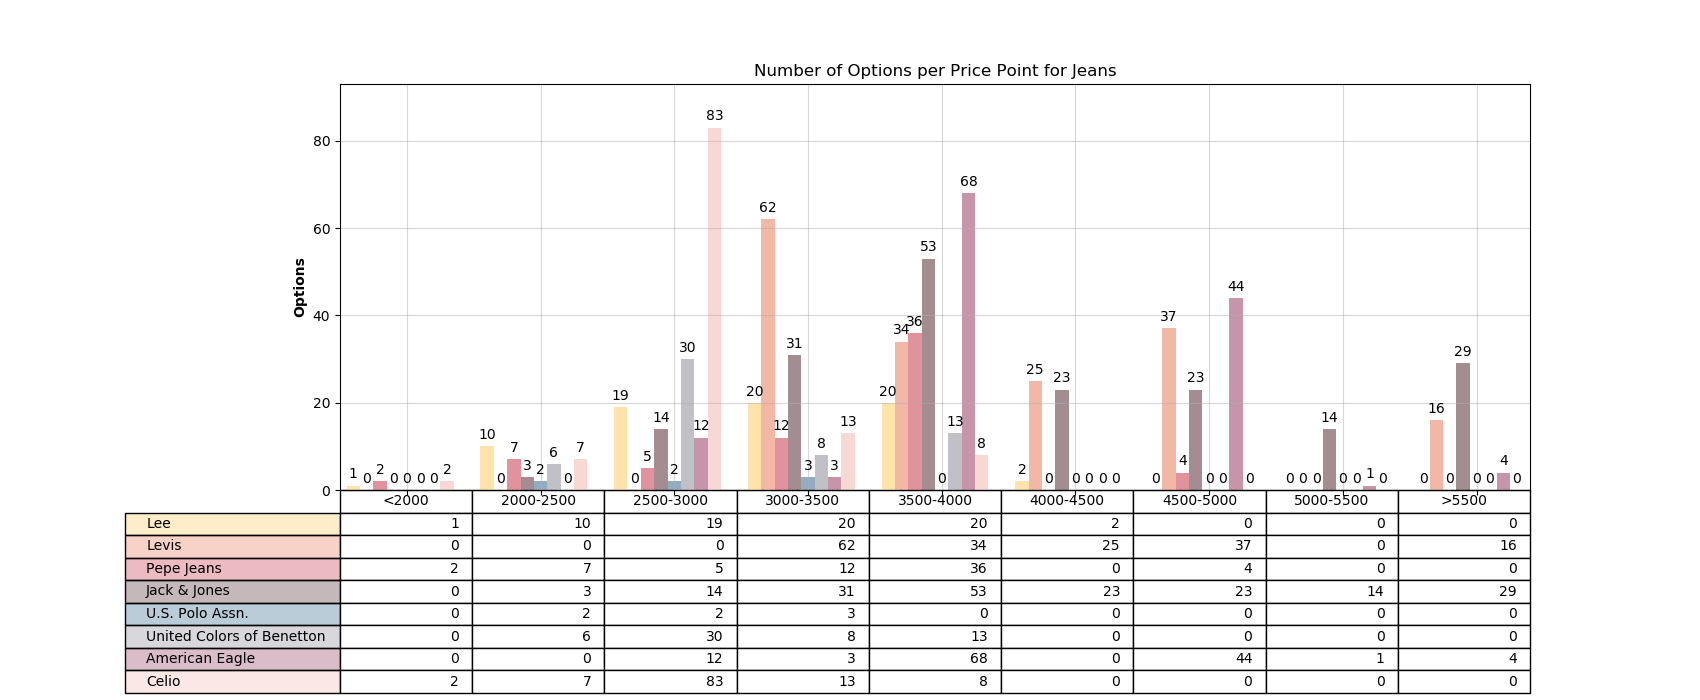 Number of Options per Price Point for Jeans
Options
80
60
40
20
0
1 0 2 0 0 0 0 2
10 0 7 3 2 6 0 7
19 0 5 14 2 30 12 83
20 62 12 31 3 8 3 13
20 34 36 53 0 13 68 8
2 25 0 23 0 0 0 0
0 37 4 23 0 0 44 0
0 0 0 14 0 0 1 0
0 16 0 29 0 0 4 0
<2000 2000-2500 2500-3000 3000-3500 3500-4000 4000-4500 4500-5000 5000-5500 >5500
Lee 1 10 19 20 20 2 0 0 0
Levis 0 0 0 62 34 25 37 0 16
Pepe Jeans 2 7 5 12 36 0 4 0 0
Jack & Jones 0 3 14 31 53 23 23 14 29
U.S. Polo Assn. 0 2 2 3 0 0 0 0 0
United Colors of Benetton 0 6 30 8 13 0 0 0 0
American Eagle 0 0 12 3 68 0 44 1 4
Celio 2 7 83 13 8 0 0 0 0